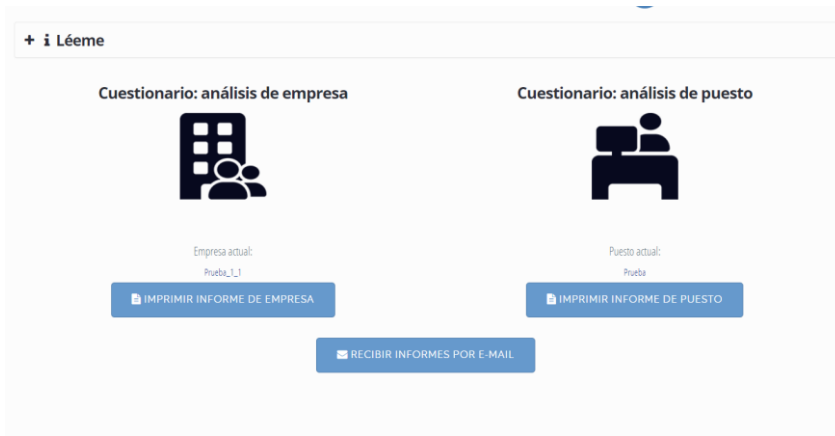 Léeme
Cuestionario: análisis de empresa
Empresa actual:
Prueba_1_1
IMPRIMIR INFORME DE EMPRESA
Cuestionario: análisis de puesto
Puesto actual:
Prueba
IMPRIMIR INFORME DE PUESTO
RECIBIR INFORMES POR E-MAIL